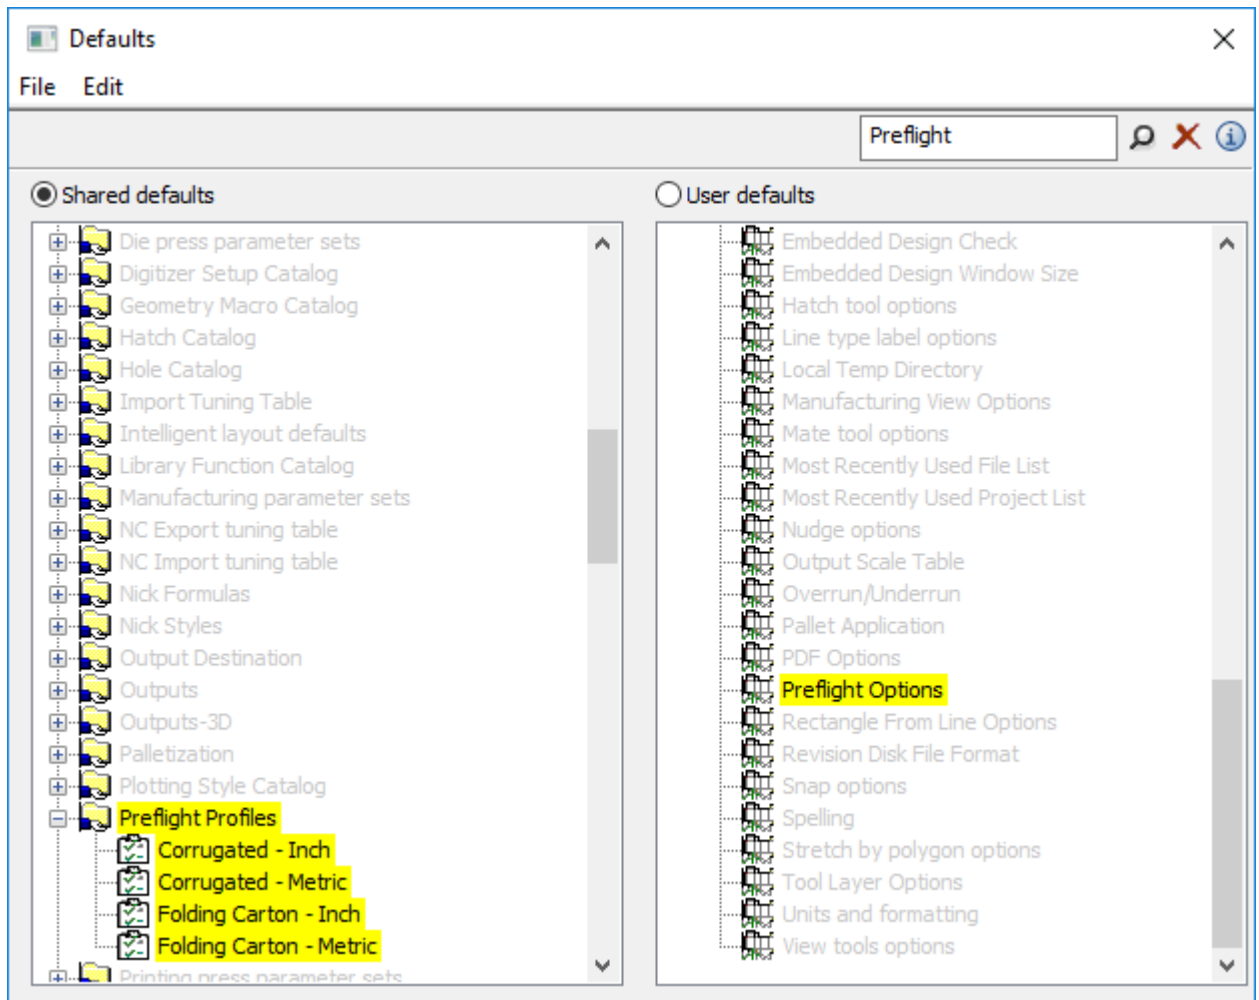 Defaults
File Edit
Preflight
Shared defaults
Die press parameter sets
Digitizer Setup Catalog
Geometry Macro Catalog
Hatch Catalog
Hole Catalog
Import Tuning Table
Intelligent layout defaults
Library Function Catalog
Manufacturing parameter sets
NC Export tuning table
NC Import tuning table
Nick Formulas
Nick Styles
Output Destination
Outputs
Outputs-3D
Palletization
Plotting Style Catalog
Preflight Profiles
Corrugated - Inch
Corrugated - Metric
Folding Carton - Inch
Folding Carton - Metric
Printing press parameter sets
User defaults
Embedded Design Check
Embedded Design Window Size
Hatch tool options
Line type label options
Local Temp Directory
Manufacturing View Options
Mate tool options
Most Recently Used File List
Most Recently Used Project List
Nudge options
Output Scale Table
Overrun/Underrun
Pallet Application
PDF Options
Preflight Options
Rectangle From Line Options
Revision Disk File Format
Snap options
Spelling
Stretch by polygon options
Tool Layer Options
Units and formatting
View tools options